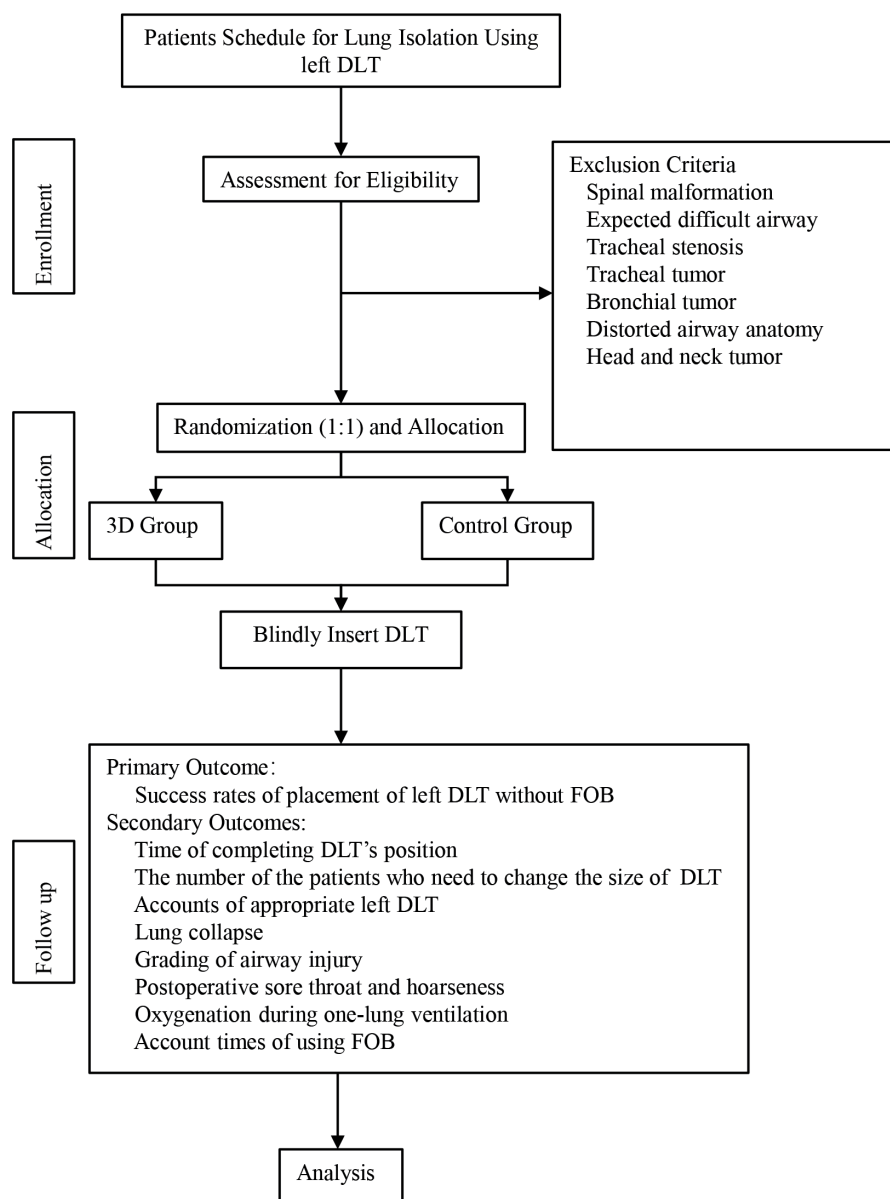 Patients Schedule for Lung Isolation Using
left DLT
Enrollment
Assessment for Eligibility
Exclusion Criteria
Spinal malformation
Expected difficult airway
Tracheal stenosis
Tracheal tumor
Bronchial tumor
Distorted airway anatomy
Head and neck tumor
Randomization (1:1) and Allocation
Allocation
3D Group
Control Group
Blindly Insert DLT
Follow up
Primary Outcome:
Success rates of placement of left DLT without FOB
Secondary Outcomes:
Time of completing DLT’s position
The number of the patients who need to change the size of DLT
Accounts of appropriate left DLT
Lung collapse
Grading of airway injury
Postoperative sore throat and hoarseness
Oxygenation during one-lung ventilation
Account times of using FOB
Analysis